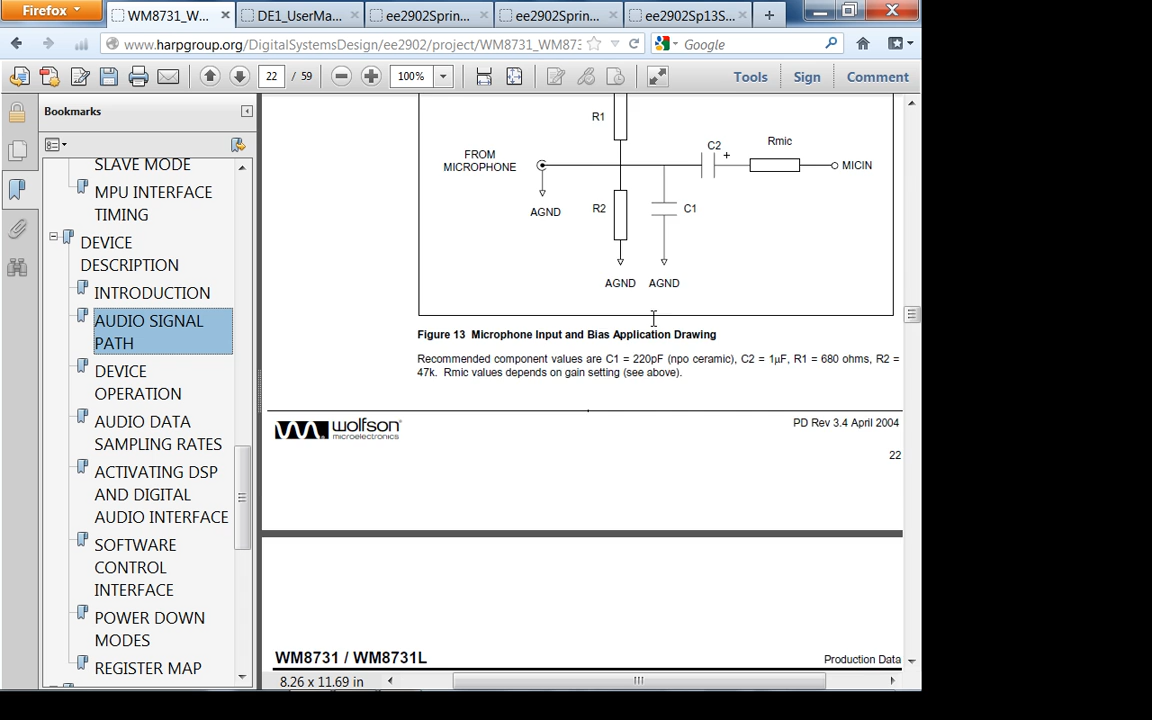 Firefox
WM8731_W...
DE1_UserMa...
ee2902Sprin...
ee2902Sprin...
ee2902Sp13S...
www.harpgroup.org/DigitalSystemsDesign/ee2902/project/WM8731_WM873
Google
22 / 59
100%
Tools
Sign
Comment
Bookmarks
SLAVE MODE
MPU INTERFACE
TIMING
DEVICE
DESCRIPTION
INTRODUCTION
AUDIO SIGNAL
PATH
DEVICE
OPERATION
AUDIO DATA
SAMPLING RATES
ACTIVATING DSP
AND DIGITAL
AUDIO INTERFACE
SOFTWARE
CONTROL
INTERFACE
POWER DOWN
MODES
REGISTER MAP
R1
FROM
MICROPHONE
C2
+
Rmic
MICIN
AGND
R2
C1
AGND
AGND
Figure 13 Microphone Input and Bias Application Drawing
Recommended component values are C1 = 220pF (npo ceramic), C2 = 1µF, R1 = 680 ohms, R2 =
47k. Rmic values depends on gain setting (see above).
wolfson
microelectronics
PD Rev 3.4 April 2004
22
WM8731 / WM8731L
Production Data
8.26 x 11.69 in